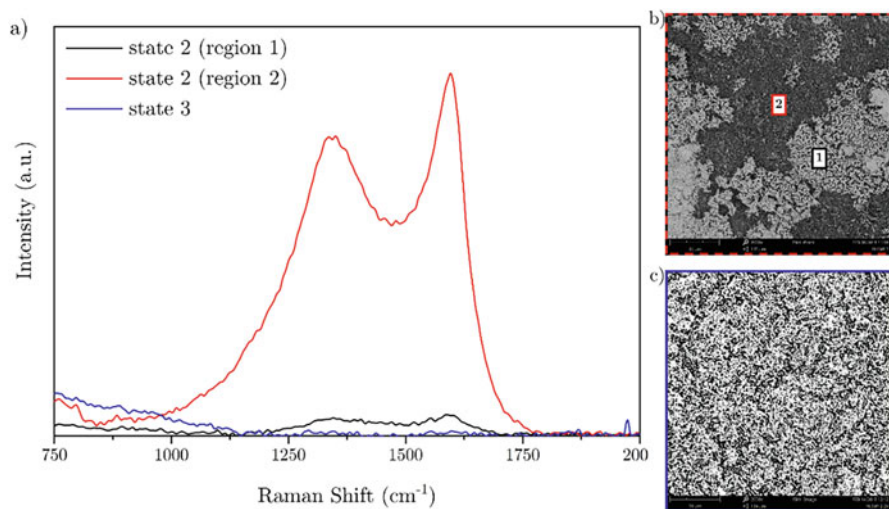 a)
state 2 (region 1)
state 2 (region 2)
state 3
Intensity (a.u.)
750 1000 1250 1500 1750 200
Raman Shift (cm⁻¹)
b)
2
1
c)